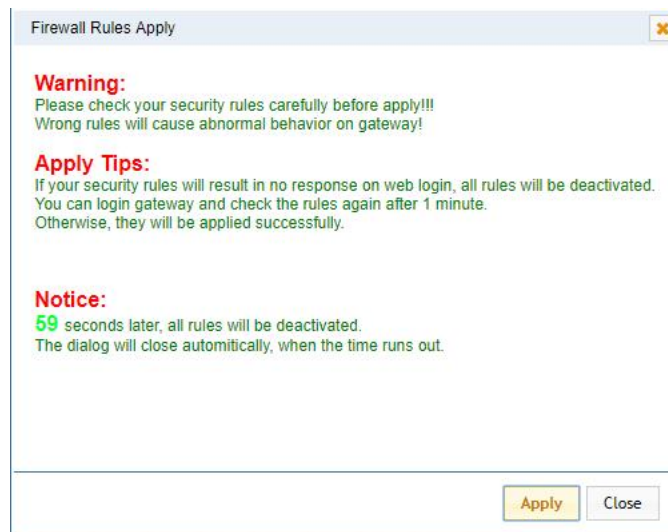 Firewall Rules Apply
Warning:
Please check your security rules carefully before apply!!!
Wrong rules will cause abnormal behavior on gateway!
Apply Tips:
If your security rules will result in no response on web login, all rules will be deactivated.
You can login gateway and check the rules again after 1 minute.
Otherwise, they will be applied successfully.
Notice:
59 seconds later, all rules will be deactivated.
The dialog will close automitically, when the time runs out.
Apply Close